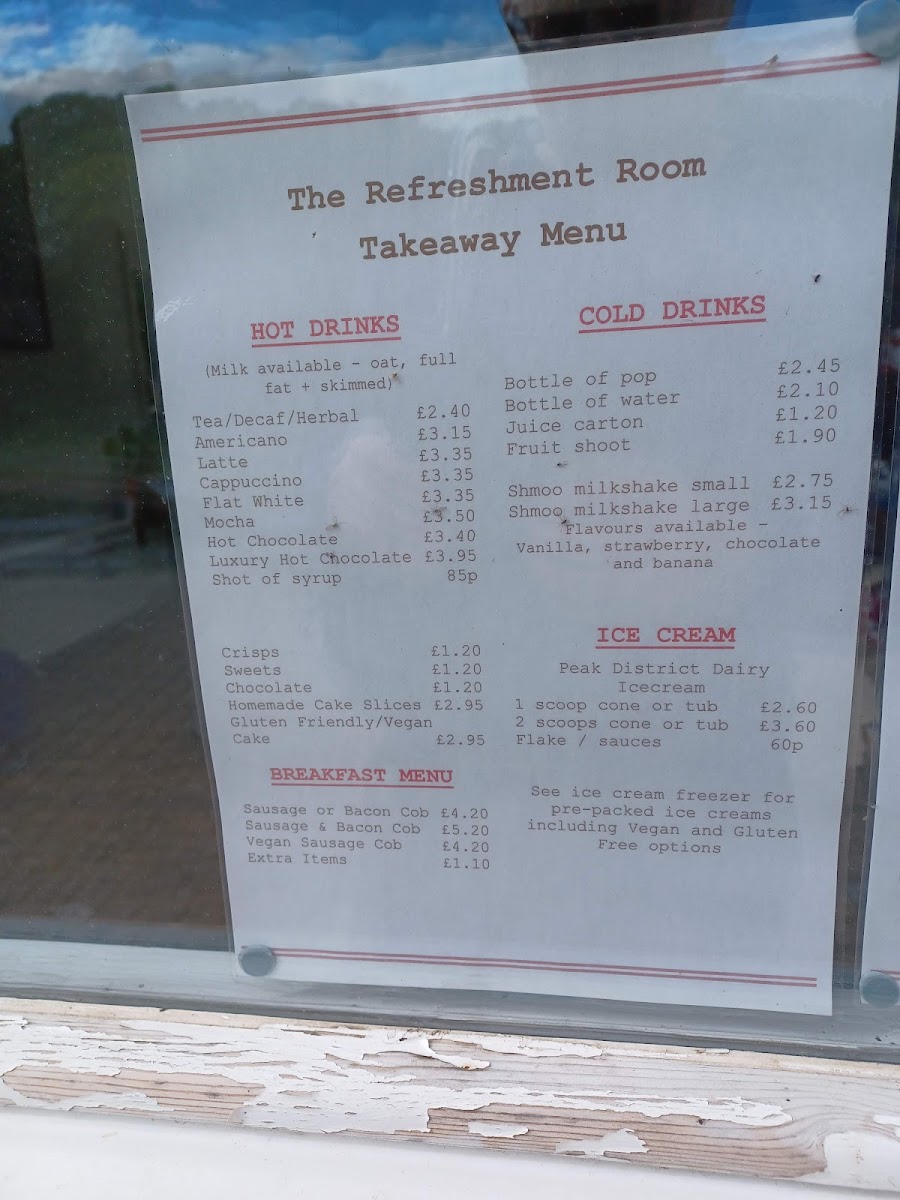 The Refreshment Room
Takeaway Menu
HOT DRINKS
(Milk available - oat, full
fat + skimmed)
Tea/Decaf/Herbal £2.40
Americano £3.15
Latte £3.35
Cappuccino £3.35
Flat White £3.35
Mocha £3.50
Hot Chocolate £3.40
Luxury Hot Chocolate £3.95
Shot of syrup 85p
Crisps £1.20
Sweets £1.20
Chocolate £1.20
Homemade Cake Slices £2.95
Gluten Friendly/Vegan
Cake £2.95
BREAKFAST MENU
Sausage or Bacon Cob £4.20
Sausage & Bacon Cob £5.20
Vegan Sausage Cob £4.20
Extra Items £1.10
COLD DRINKS
Bottle of pop £2.45
Bottle of water £2.10
Juice carton £1.20
Fruit shoot £1.90
Shmoo milkshake small £2.75
Shmoo milkshake large £3.15
Flavours available -
Vanilla, strawberry, chocolate
and banana
ICE CREAM
Peak District Dairy
Icecream
1 scoop cone or tub £2.60
2 scoops cone or tub £3.60
Flake / sauces 60p
See ice cream freezer for
pre-packed ice creams
including Vegan and Gluten
Free options